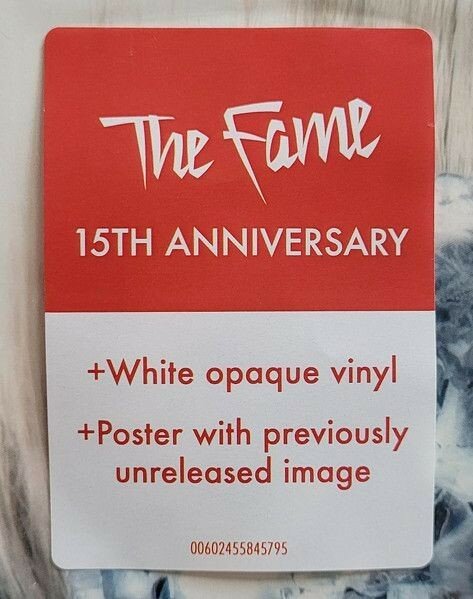 The Fame
15TH ANNIVERSARY
+White opaque vinyl
+Poster with previously
unreleased image
00602455845795